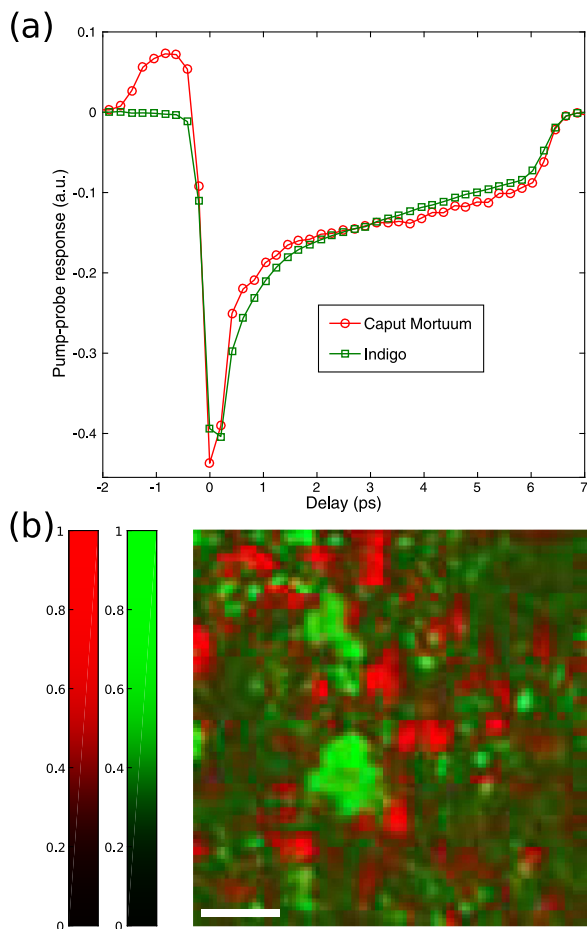 (a)
0.1
0
-0.1
-0.2
-0.3
-0.4
Pump-probe response (a.u.)
Caput Mortuum
Indigo
-2 -1 0 1 2 3 4 5 6 7
Delay (ps)
(b)
1 1
0.8 0.8
0.6 0.6
0.4 0.4
0.2 0.2
0 0